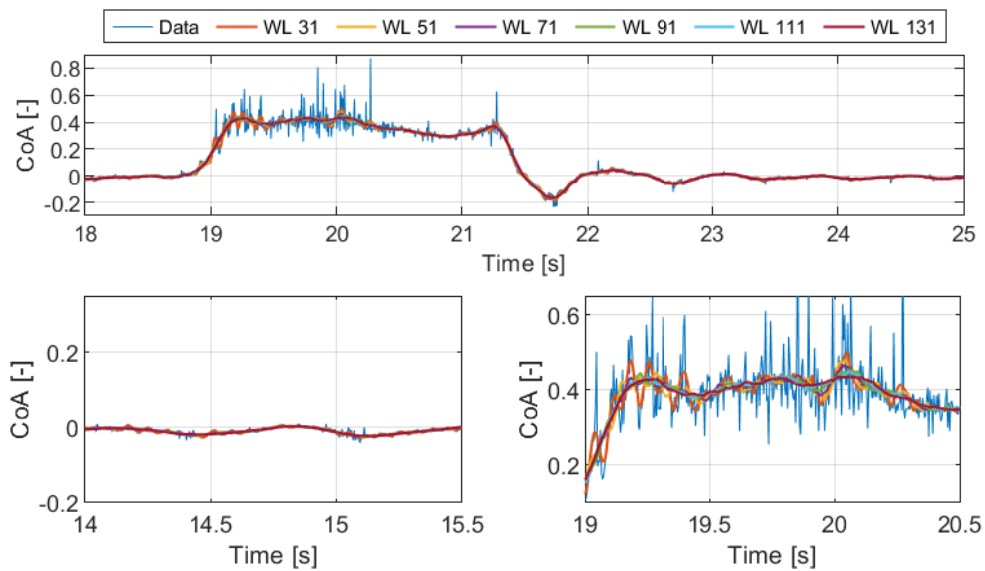 Data WL 31 WL 51 WL 71 WL 91 WL 111 WL 131
CoA [-]
0.8
0.6
0.4
0.2
0
-0.2
18 19 20 21 22 23 24 25
Time [s]
CoA [-]
0.2
0
-0.2
14 14.5 15 15.5
Time [s]
CoA [-]
0.6
0.4
0.2
19 19.5 20 20.5
Time [s]